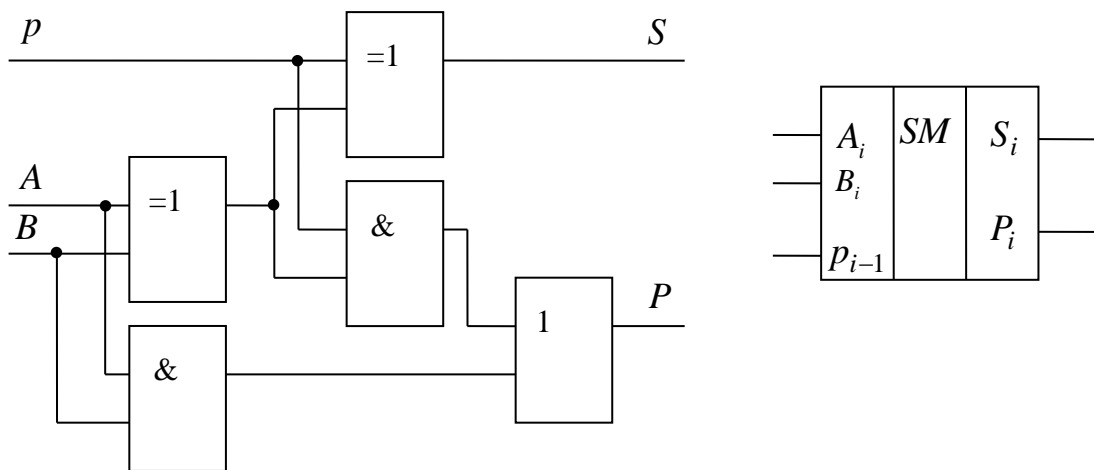 p
S
=1
A
=1
B
&
P
1
&
A_i
SM
S_i
B_i
P_i
p_{i-1}